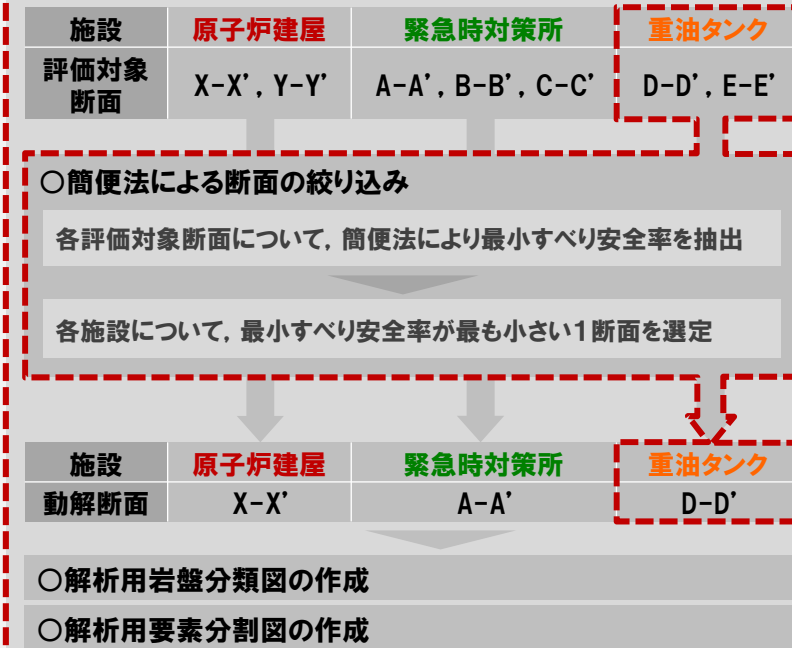 施設 原子炉建屋 緊急時対策所 重油タンク
評価対象
断面 X-X’, Y-Y’ A-A’, B-B’, C-C’ D-D’, E-E’
○簡便法による断面の絞り込み
各評価対象断面について, 簡便法により最小すべり安全率を抽出
各施設について, 最小すべり安全率が最も小さい1断面を選定
施設 原子炉建屋 緊急時対策所 重油タンク
動解断面 X-X’ A-A’ D-D’
○解析用岩盤分類図の作成
○解析用要素分割図の作成